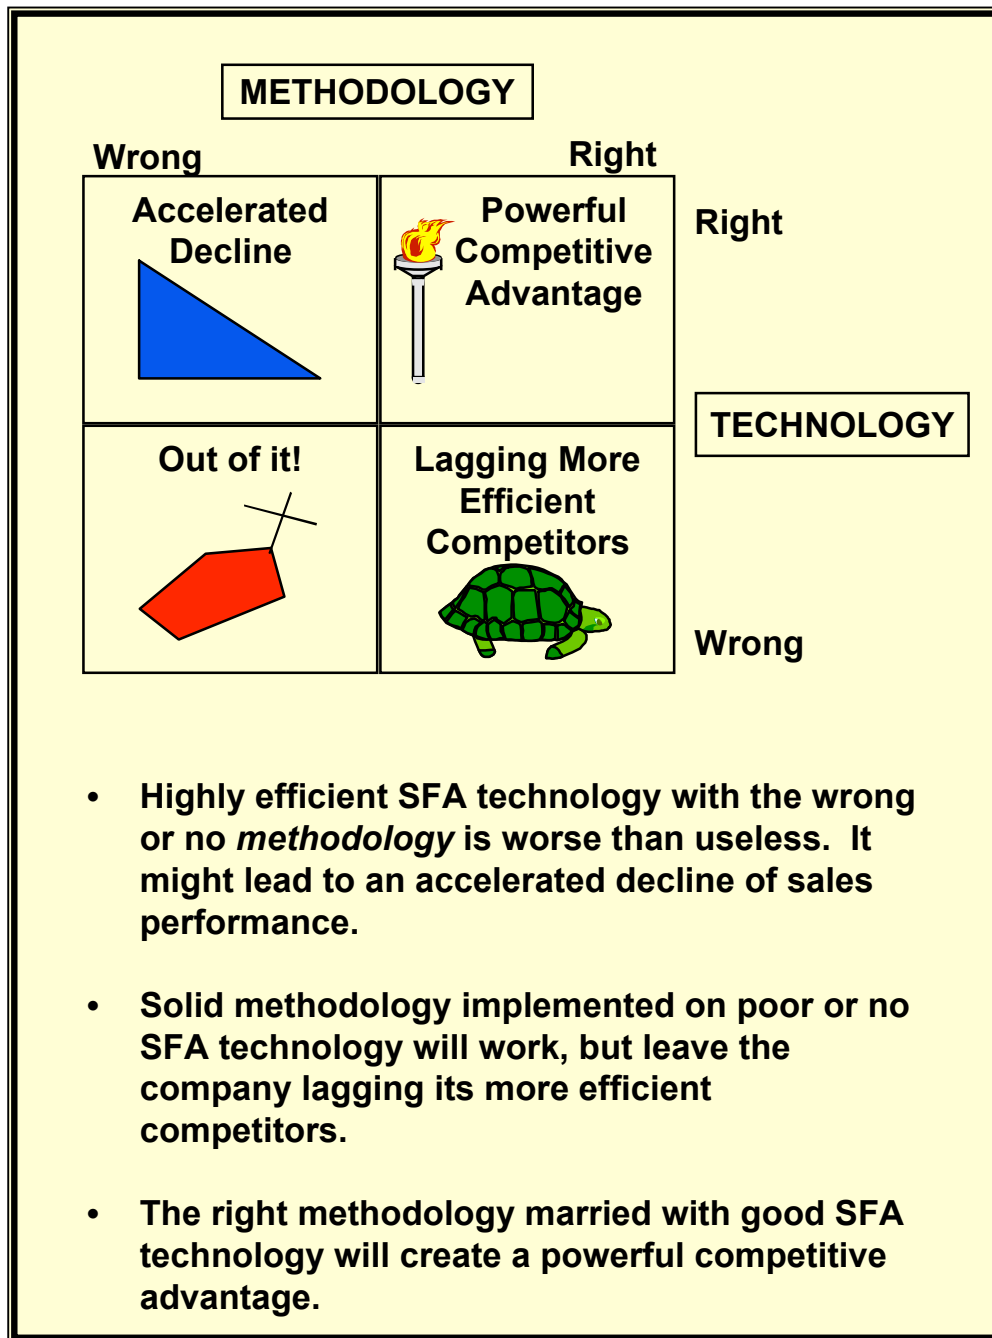 METHODOLOGY
Wrong
Right
Accelerated
Decline
Powerful
Competitive
Advantage
Right
TECHNOLOGY
Out of it!
Lagging More
Efficient
Competitors
Wrong
• Highly efficient SFA technology with the wrong
or no methodology is worse than useless.  It
might lead to an accelerated decline of sales
performance.
• Solid methodology implemented on poor or no
SFA technology will work, but leave the
company lagging its more efficient
competitors.
• The right methodology married with good SFA
technology will create a powerful competitive
advantage.